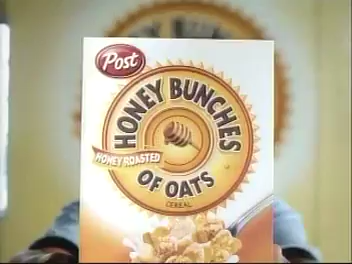 Post
HONEY BUNCHES
HONEY ROASTED
OF OATS
CEREAL